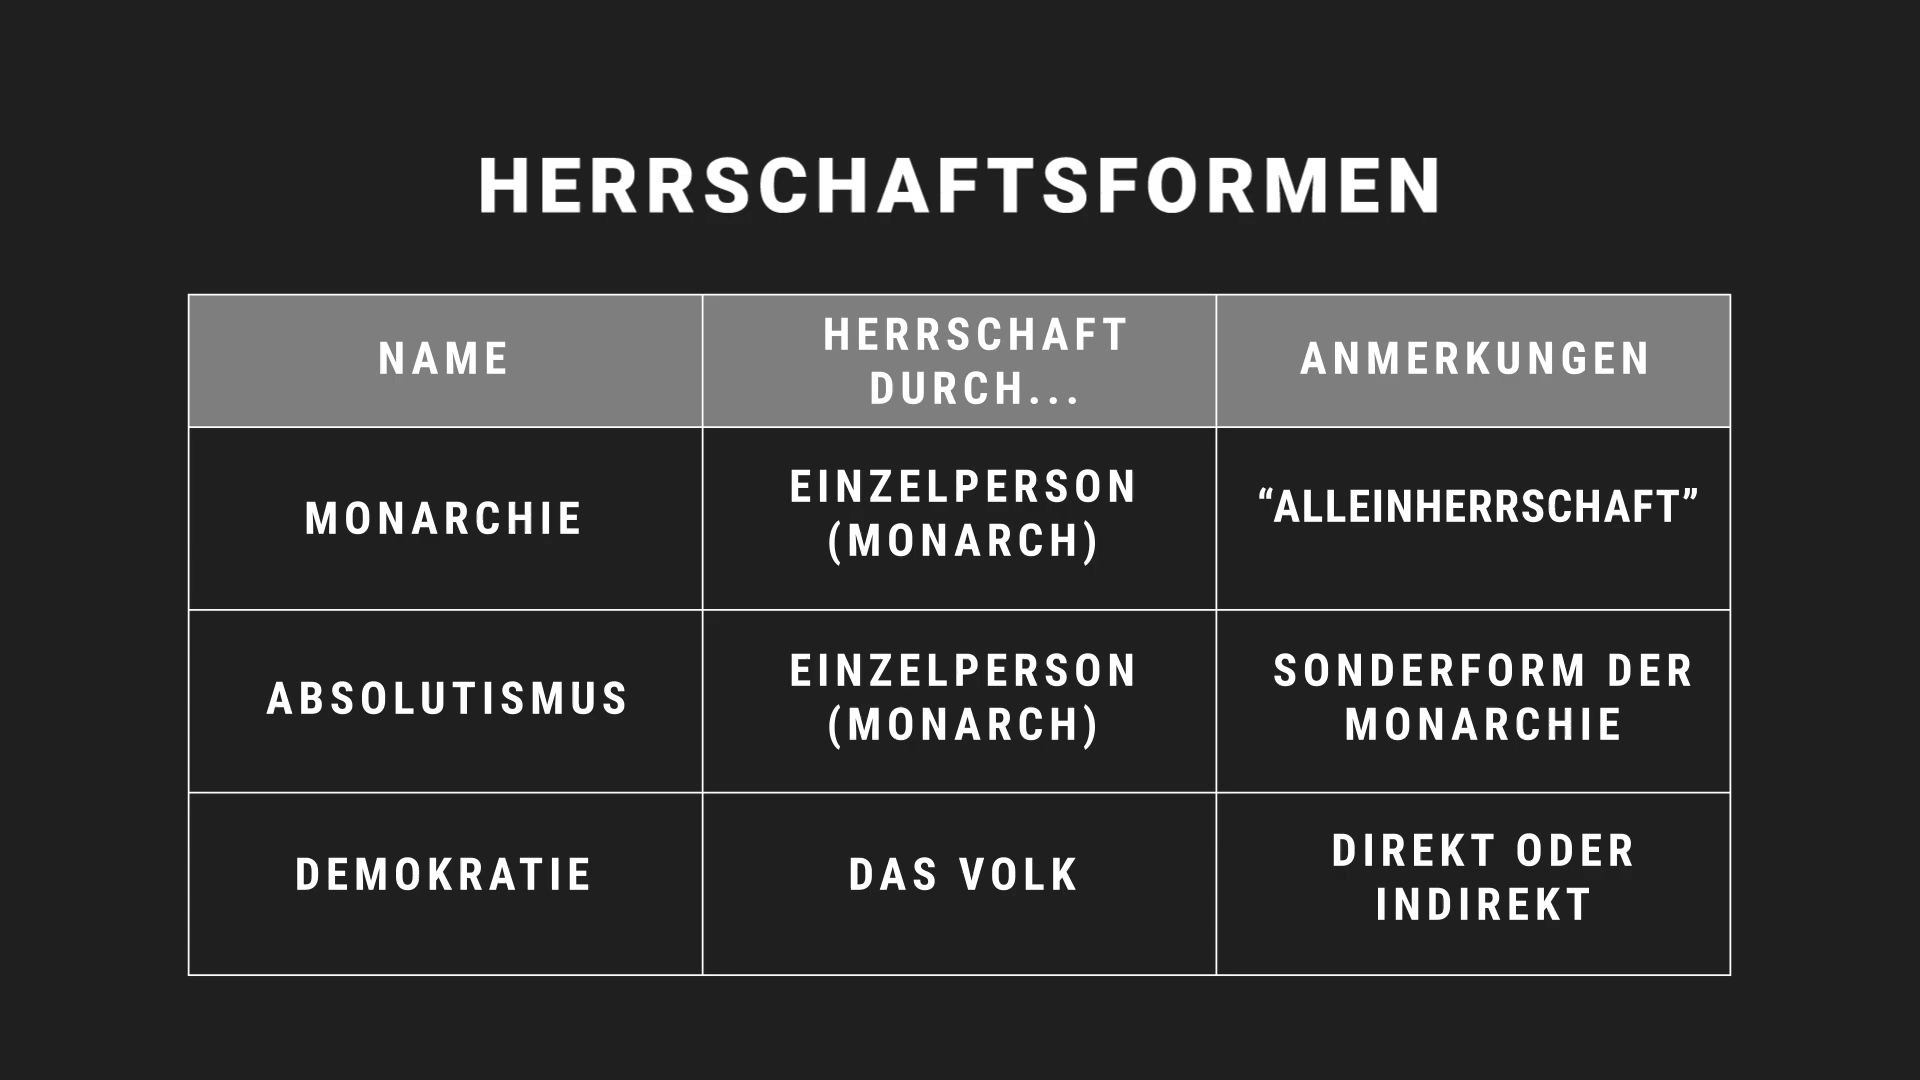 HERRSCHAFTSFORMEN
NAME
HERRSCHAFT
DURCH...
ANMERKUNGEN
MONARCHIE
EINZELPERSON
(MONARCH)
“ALLEINHERRSCHAFT”
ABSOLUTISMUS
EINZELPERSON
(MONARCH)
SONDERFORM DER
MONARCHIE
DEMOKRATIE
DAS VOLK
DIREKT ODER
INDIREKT